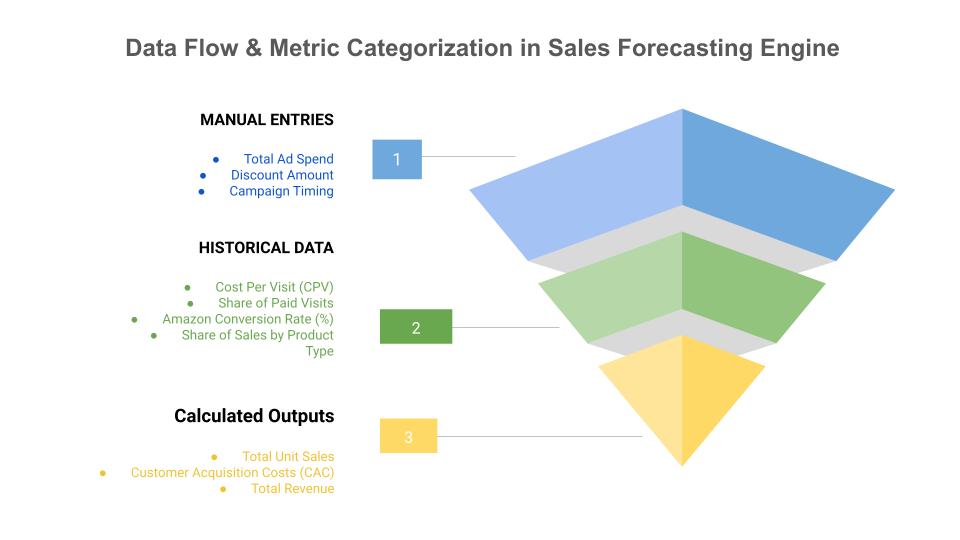 Data Flow & Metric Categorization in Sales Forecasting Engine
MANUAL ENTRIES
● Total Ad Spend
● Discount Amount
● Campaign Timing
1
HISTORICAL DATA
● Cost Per Visit (CPV)
● Share of Paid Visits
● Amazon Conversion Rate (%)
● Share of Sales by Product
Type
2
Calculated Outputs
● Total Unit Sales
● Customer Acquisition Costs (CAC)
● Total Revenue
3